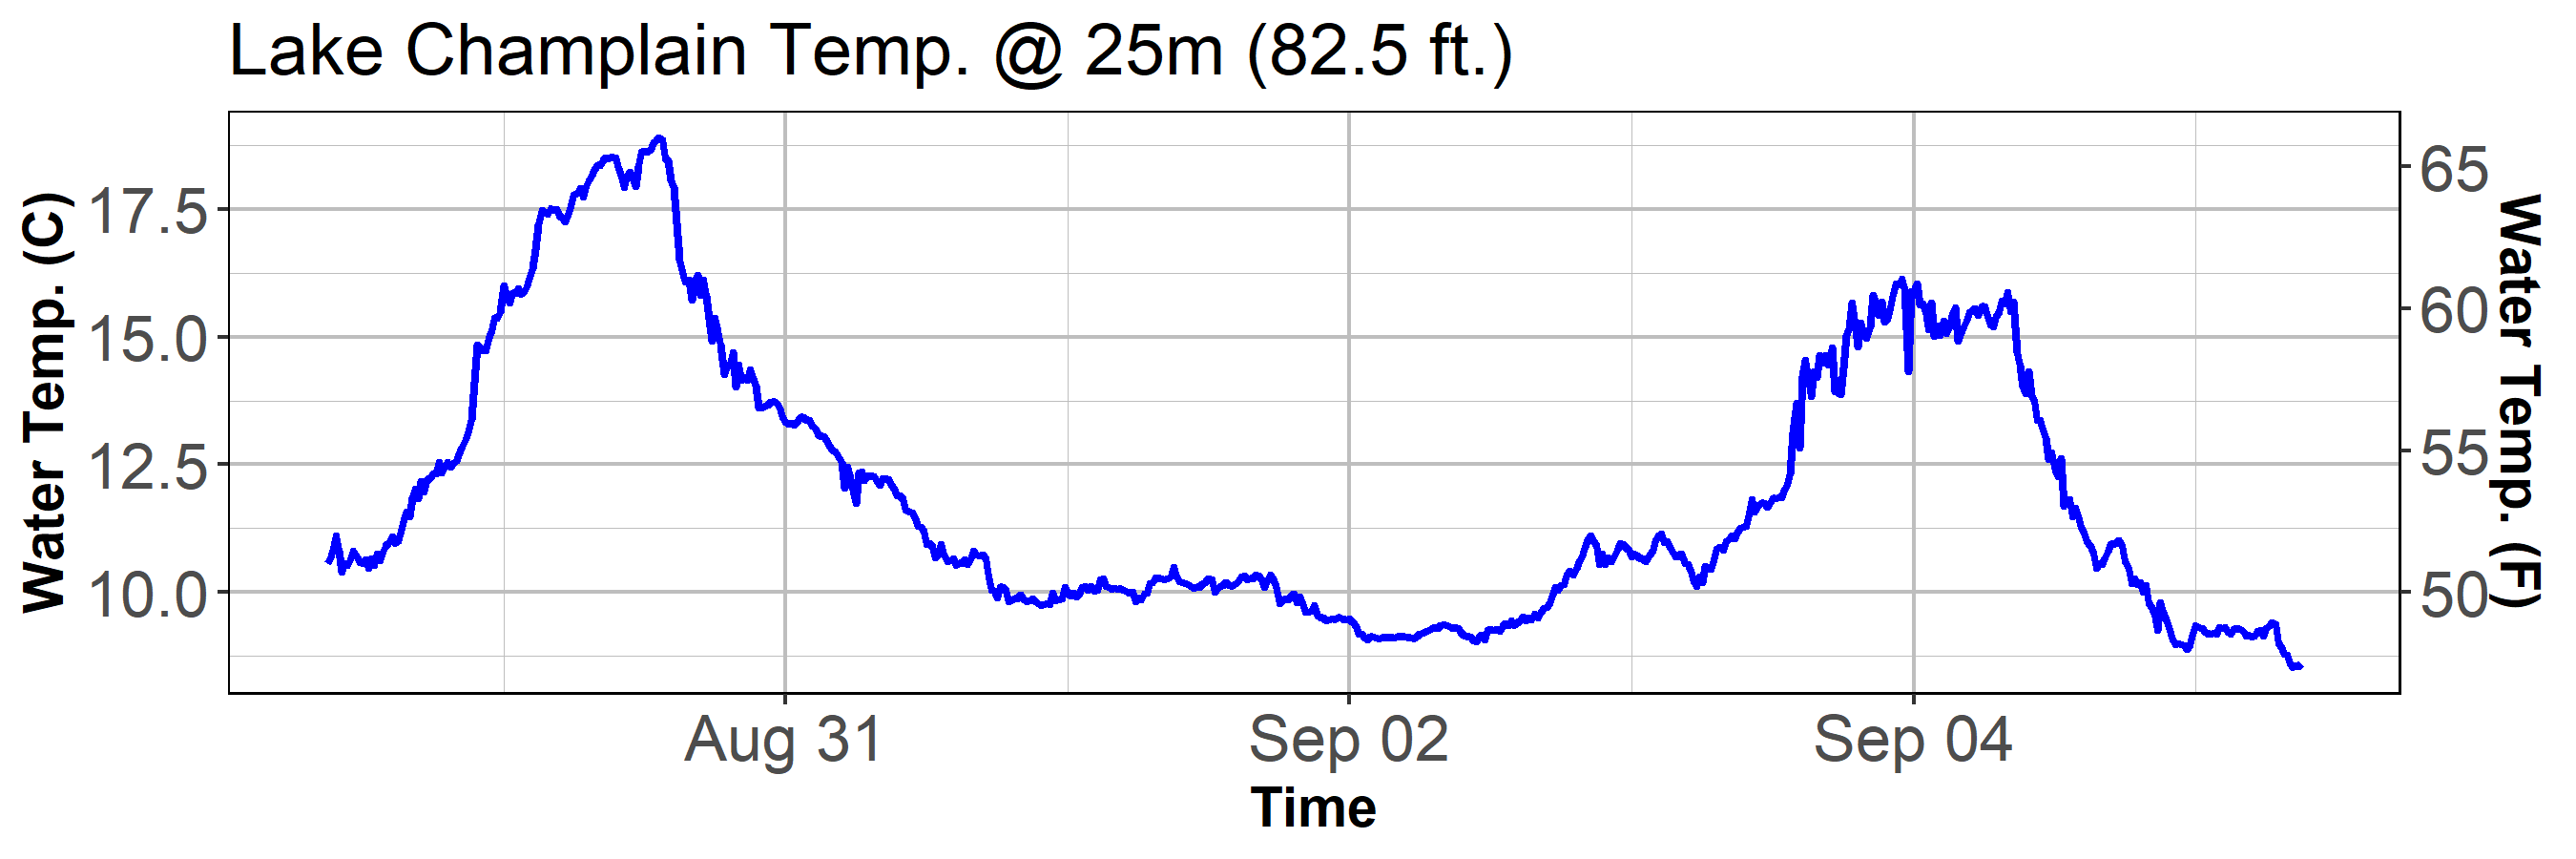 Lake Champlain Temp. @ 25m (82.5 ft.)
Water Temp. (C)
17.5
15.0
12.5
10.0
65
60
55
50
Water Temp. (F)
Aug 31
Sep 02
Sep 04
Time